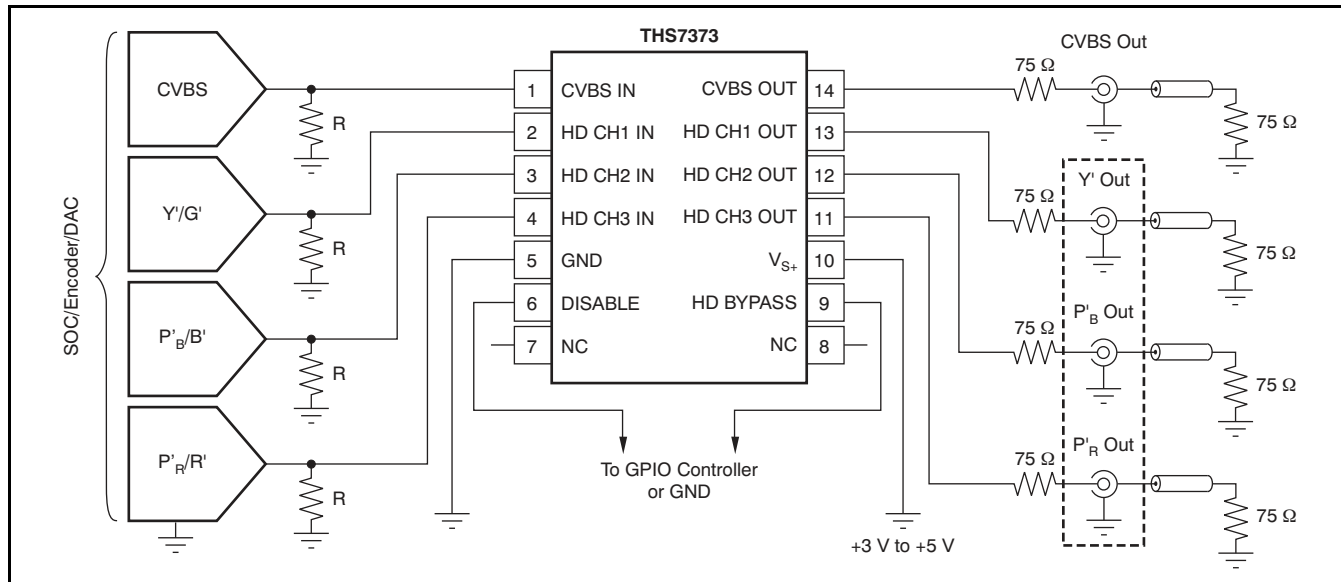 THS7373
SOC/Encoder/DAC
CVBS
Y'/G'
P'B/B'
P'R/R'
R
R
R
R
1 CVBS IN
2 HD CH1 IN
3 HD CH2 IN
4 HD CH3 IN
5 GND
6 DISABLE
7 NC
CVBS OUT 14
HD CH1 OUT 13
HD CH2 OUT 12
HD CH3 OUT 11
VS+ 10
HD BYPASS 9
NC 8
To GPIO Controller
or GND
+3 V to +5 V
CVBS Out
75 Ω
75 Ω
Y' Out
75 Ω
75 Ω
P'B Out
75 Ω
75 Ω
P'R Out
75 Ω
75 Ω